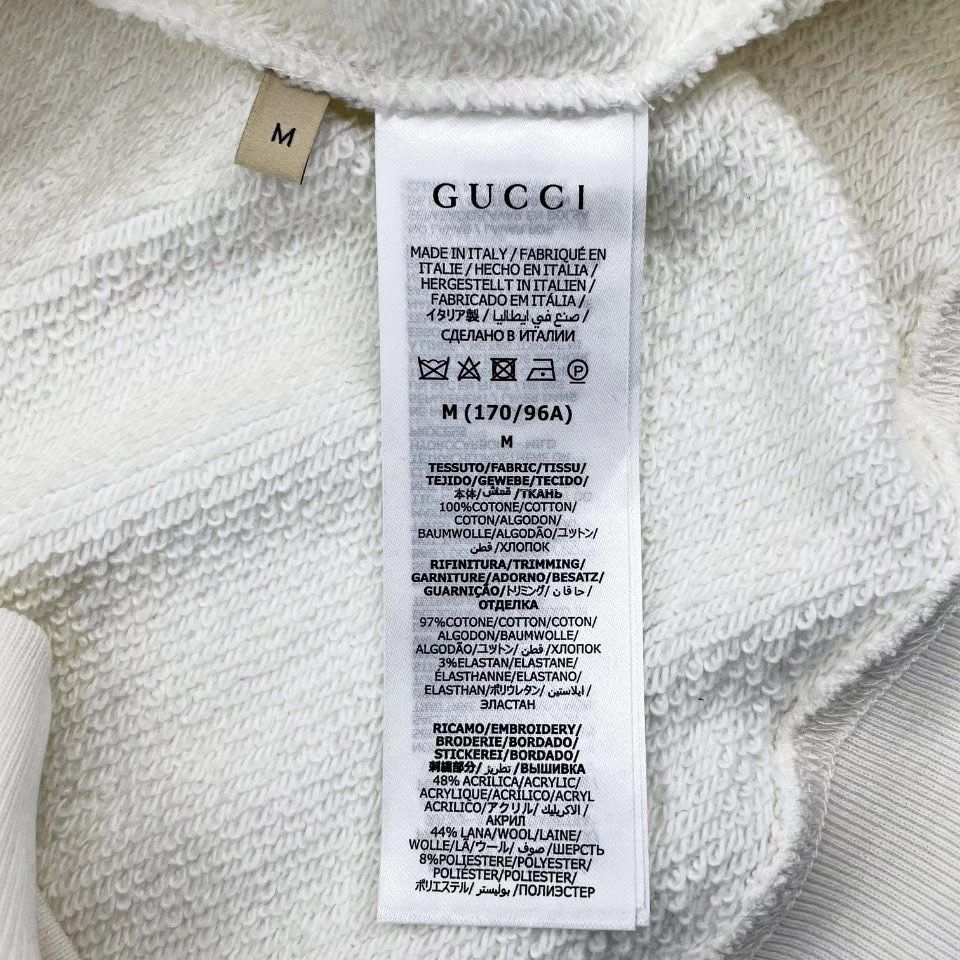 M
GUCCI
MADE IN ITALY / FABRIQUÉ EN
ITALIE / HECHO EN ITALIA /
HERGESTELLT IN ITALIEN /
FABRICADO EM ITÁLIA /
イタリア製 / صنع في ايطاليا /
СДЕЛАНО В ИТАЛИИ
P
M (170/96A)
M
TESSUTO/FABRIC/TISSU/
TEJIDO/GEWEBE/TECIDO/
本体/قماش/ТКАНЬ
100%COTONE/COTTON/
COTON/ALGODON/
BAUMWOLLE/ALGODÃO/コットン/
قطن/ХЛОПОК
RIFINITURA/TRIMMING/
GARNITURE/ADORNO/BESATZ/
GUARNIÇÃO/トリミング/حافان/
ОТДЕЛКА
97%COTONE/COTTON/COTON/
ALGODON/BAUMWOLLE/
ALGODÃO/コットン/قطن/ХЛОПОК
3%ELASTAN/ELASTANE/
ÉLASTHANNE/ELASTANO/
ELASTHAN/ポリウレタン/ايلاستين/
ЭЛАСТАН
RICAMO/EMBROIDERY/
BRODERIE/BORDADO/
STICKEREI/BORDADO/
刺繍部分/تطريز/ВЫШИВКА
48% ACRILICA/ACRYLIC/
ACRYLIQUE/ACRÍLICO/ACRYL
ACRILICO/アクリル/الاكريليك/
АКРИЛ
44% LANA/WOOL/LAINE/
WOLLE/LÃ/ウール/صوف/ШЕРСТЬ
8%POLIESTERE/POLYESTER/
POLIÉSTER/POLIESTER/
ポリエステル/بوليستر/ПОЛИЭСТЕР